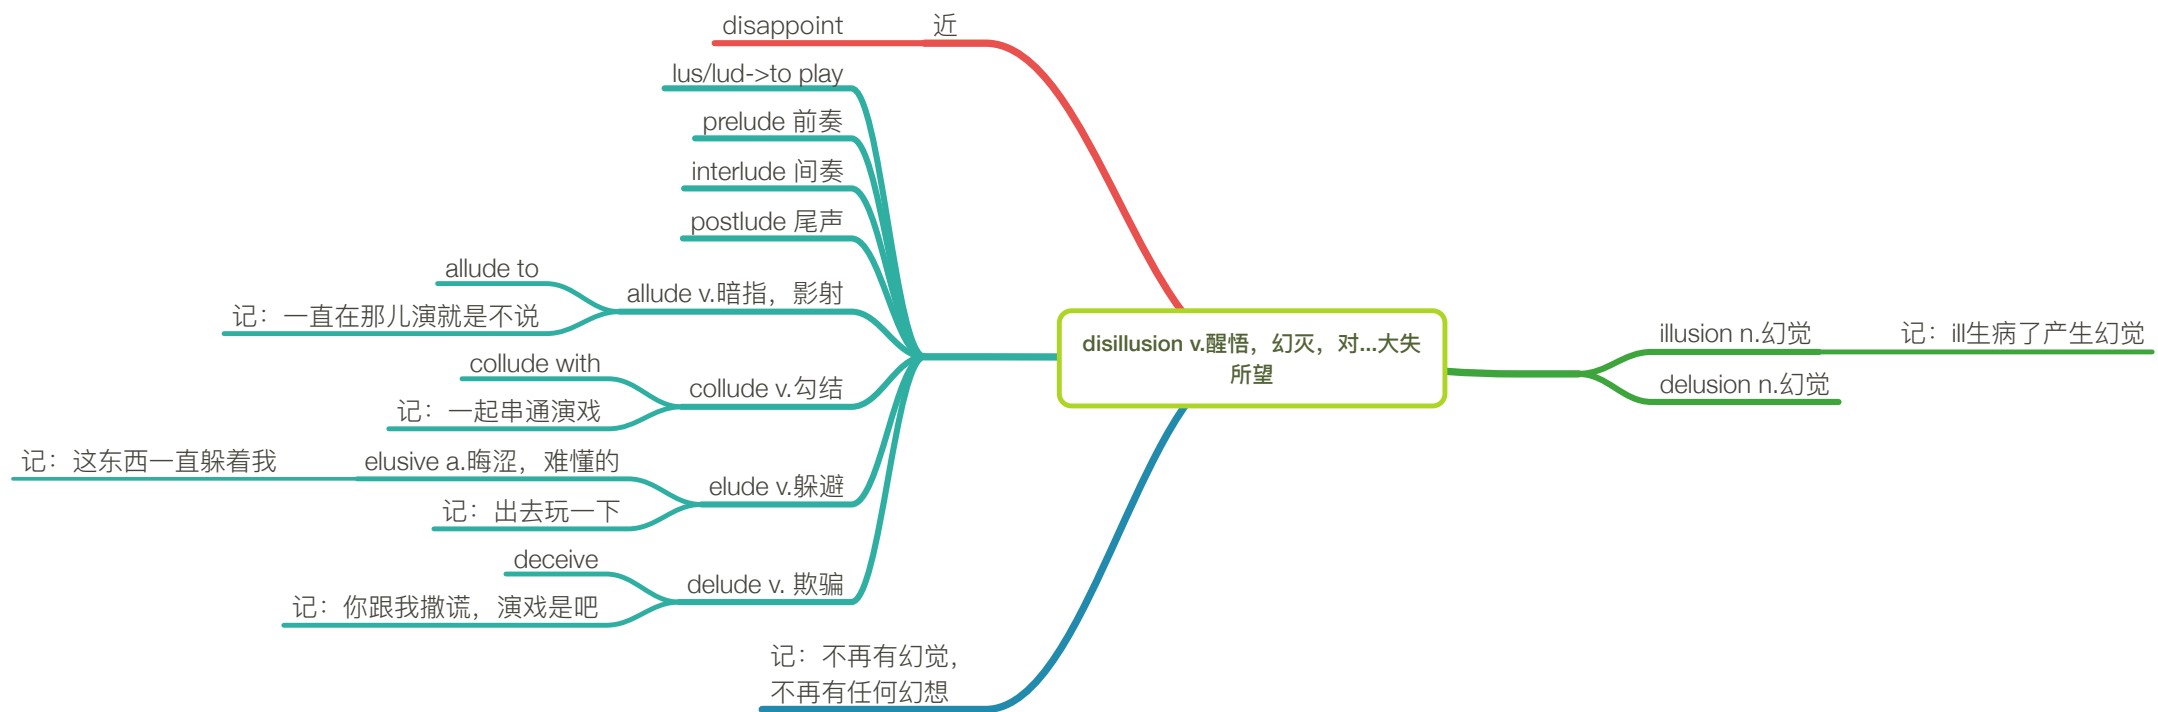 disappoint
近
lus/lud->to play
prelude 前奏
interlude 间奏
postlude 尾声
allude to
记：一直在那儿演就是不说
allude v.暗指，影射
collude with
记：一起串通演戏
collude v.勾结
记：这东西一直躲着我
elusive a.晦涩，难懂的
记：出去玩一下
elude v.躲避
deceive
记：你跟我撒谎，演戏是吧
delude v. 欺骗
记：不再有幻觉，
不再有任何幻想
disillusion v.醒悟，幻灭，对...大失
所望
illusion n.幻觉
记：ill生病了产生幻觉
delusion n.幻觉